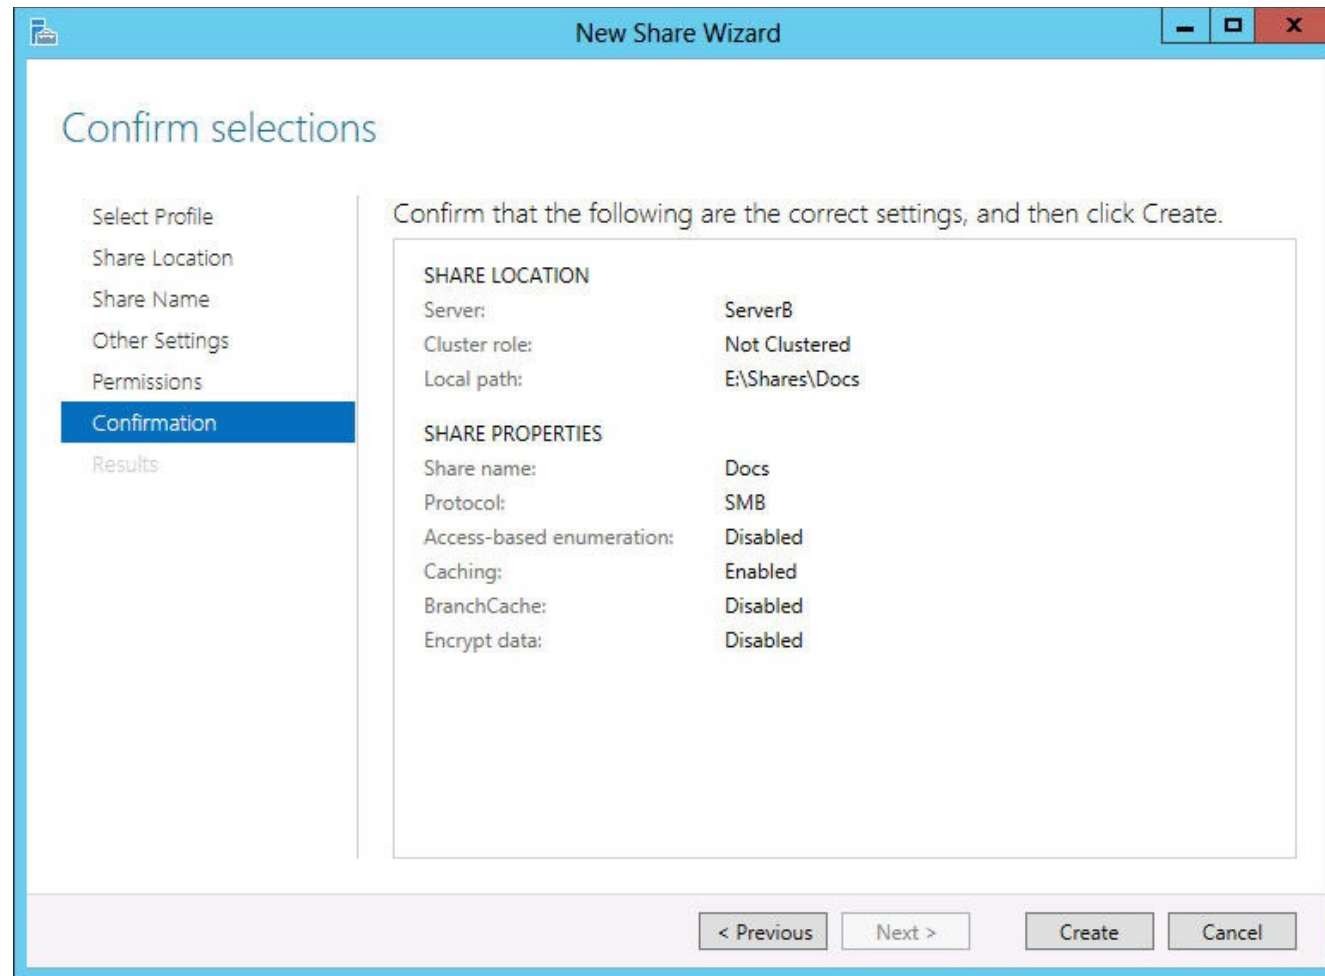 New Share Wizard
Confirm selections
Select Profile
Share Location
Share Name
Other Settings
Permissions
Confirmation
Results
Confirm that the following are the correct settings, and then click Create.
SHARE LOCATION
Server: ServerB
Cluster role: Not Clustered
Local path: E:\Shares\Docs
SHARE PROPERTIES
Share name: Docs
Protocol: SMB
Access-based enumeration: Disabled
Caching: Enabled
BranchCache: Disabled
Encrypt data: Disabled
< Previous Next > Create Cancel